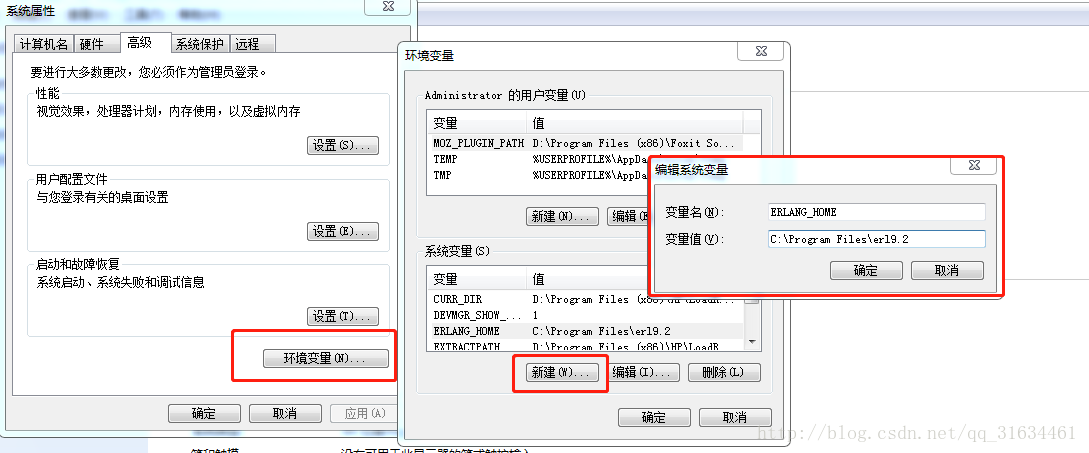 系统属性
计算机名 硬件 高级 系统保护 远程
要进行大多数更改，您必须作为管理员登录。
性能
视觉效果，处理器计划，内存使用，以及虚拟内存
设置(S)...
用户配置文件
与您登录有关的桌面设置
设置(E)...
启动和故障恢复
系统启动、系统失败和调试信息
设置(T)...
环境变量(N)...
确定 取消 应用(A)
环境变量
Administrator 的用户变量(U)
变量 值
MOZ_PLUGIN_PATH D:\Program Files (x86)\Foxit So...
TEMP %USERPROFILE%\AppDa
TMP %USERPROFILE%\AppDa
新建(N)... 编辑(E
系统变量(S)
变量 值
CURR_DIR D:\Program Files (x86)\HP\LoadR...
DEVMGR_SHOW_... 1
ERLANG_HOME C:\Program Files\erl9.2
EXTRACTPATH D:\Program Files (x86)\HP\LoadR
新建(W)... 编辑(I)... 删除(L)
确定 取消
编辑系统变量
变量名(N): ERLANG_HOME
变量值(V): C:\Program Files\erl9.2
确定 取消
http://blog.csdn.net/qq_31634461